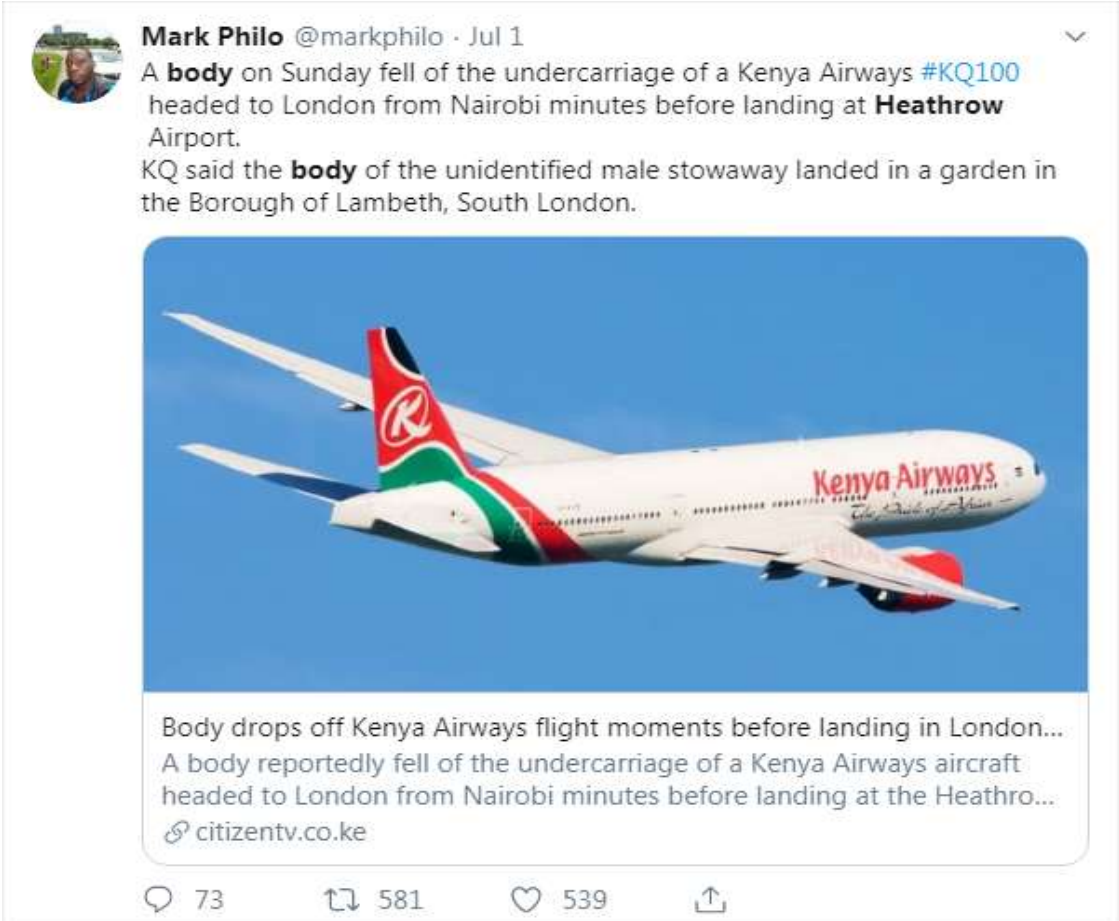 Mark Philo @markphilo · Jul 1
A body on Sunday fell of the undercarriage of a Kenya Airways #KQ100
headed to London from Nairobi minutes before landing at Heathrow
Airport.
KQ said the body of the unidentified male stowaway landed in a garden in
the Borough of Lambeth, South London.
Kenya Airways
The Pride of Africa
Body drops off Kenya Airways flight moments before landing in London...
A body reportedly fell of the undercarriage of a Kenya Airways aircraft
headed to London from Nairobi minutes before landing at the Heathro...
citizentv.co.ke
73 581 539